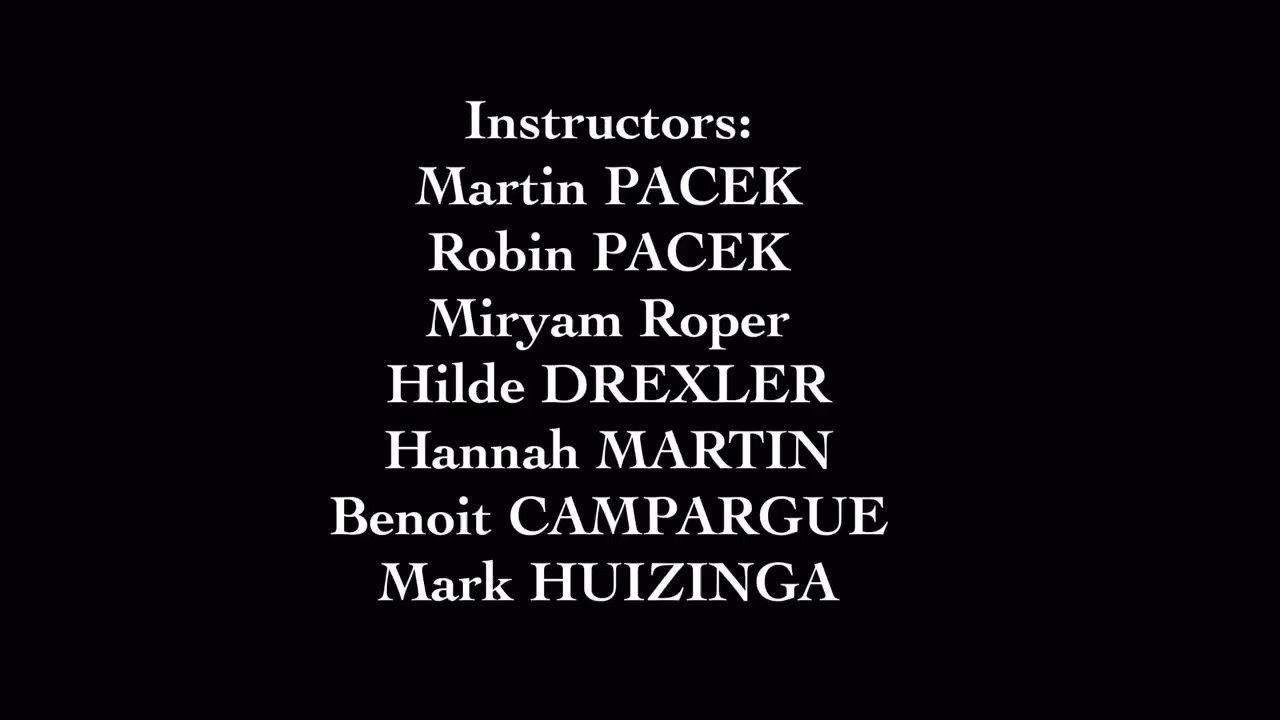 Instructors:
Martin PACEK
Robin PACEK
Miryam Roper
Hilde DREXLER
Hannah MARTIN
Benoit CAMPARGUE
Mark HUIZINGA